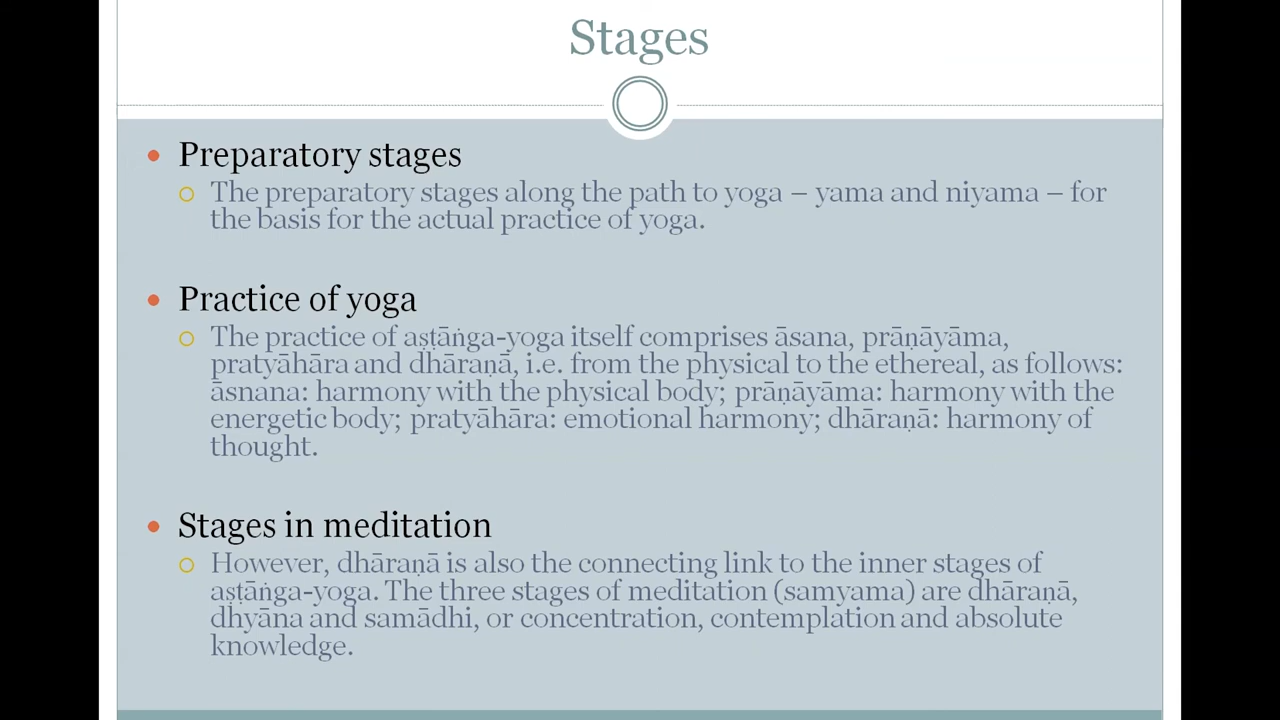 Stages
Preparatory stages
The preparatory stages along the path to yoga – yama and niyama – for
the basis for the actual practice of yoga.
Practice of yoga
The practice of aṣṭāṅga-yoga itself comprises āsana, prāṇāyāma,
pratyāhāra and dhāraṇā, i.e. from the physical to the ethereal, as follows:
āsnana: harmony with the physical body; prāṇāyāma: harmony with the
energetic body; pratyāhāra: emotional harmony; dhāraṇā: harmony of
thought.
Stages in meditation
However, dhāraṇā is also the connecting link to the inner stages of
aṣṭāṅga-yoga. The three stages of meditation (samyama) are dhāraṇā,
dhyāna and samādhi, or concentration, contemplation and absolute
knowledge.